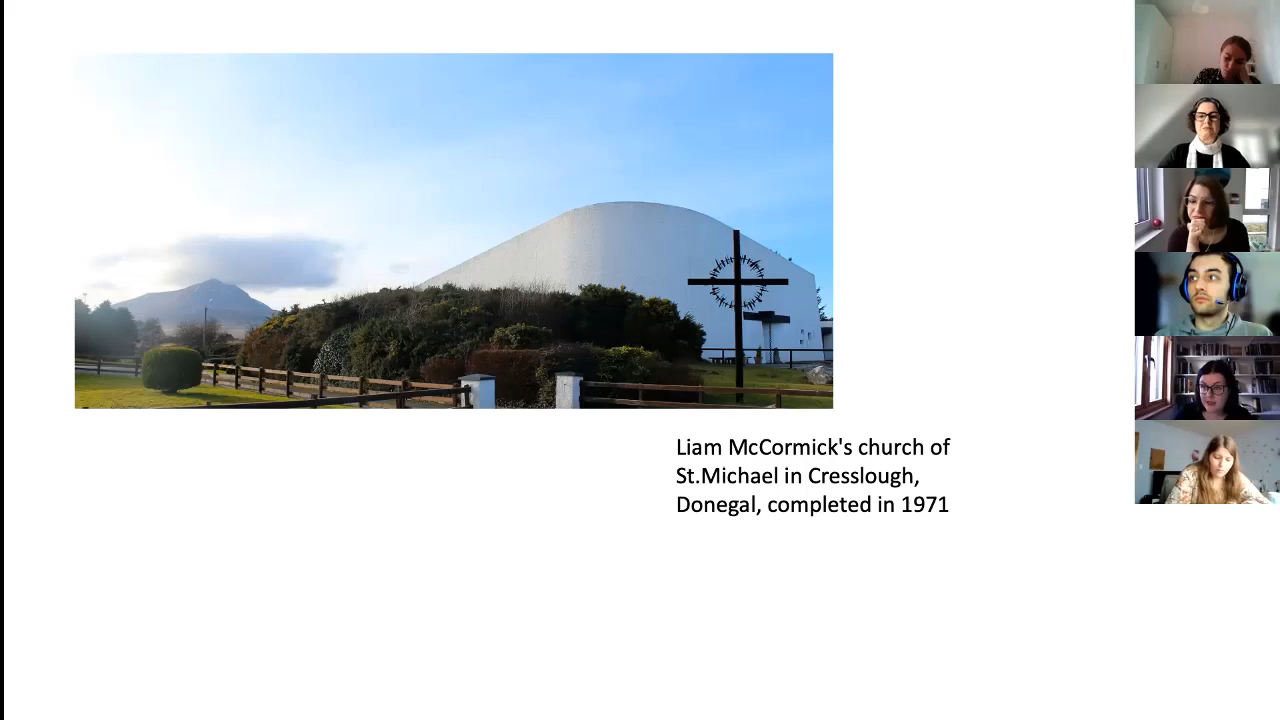 Liam McCormick's church of
St.Michael in Cresslough,
Donegal, completed in 1971